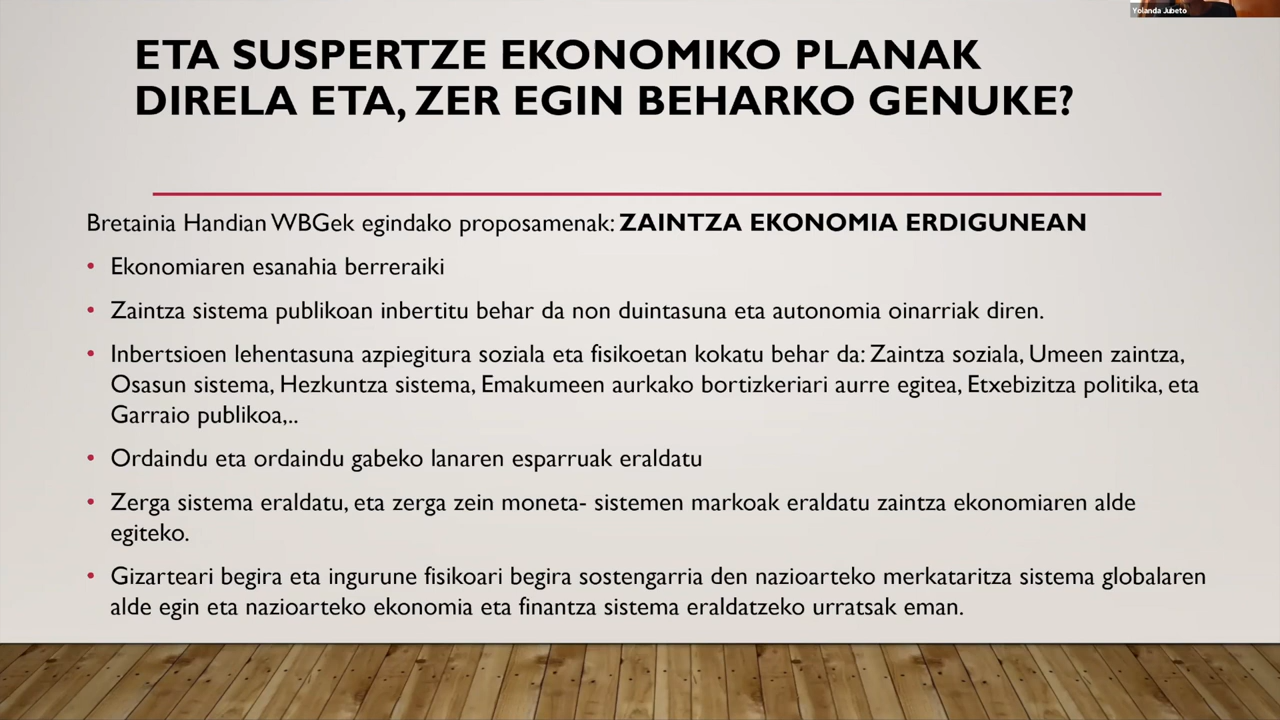 Yolanda Jubeto
ETA SUSPERTZE EKONOMIKO PLANAK
DIRELA ETA, ZER EGIN BEHARKO GENUKE?
Bretainia Handian WBGek egindako proposamenak: ZAINTZA EKONOMIA ERDIGUNEAN
• Ekonomiaren esanahia berreraiki
• Zaintza sistema publikoan inbertitu behar da non duintasuna eta autonomia oinarriak diren.
• Inbertsioen lehentasuna azpiegitura soziala eta fisikoetan kokatu behar da: Zaintza soziala, Umeen zaintza,
Osasun sistema, Hezkuntza sistema, Emakumeen aurkako bortizkeriari aurre egitea, Etxebizitza politika, eta
Garraio publikoa,..
• Ordaindu eta ordaindu gabeko lanaren esparruak eraldatu
• Zerga sistema eraldatu, eta zerga zein moneta- sistemen markoak eraldatu zaintza ekonomiaren alde
egiteko.
• Gizarteari begira eta ingurune fisikoari begira sostengarria den nazioarteko merkataritza sistema globalaren
alde egin eta nazioarteko ekonomia eta finantza sistema eraldatzeko urratsak eman.